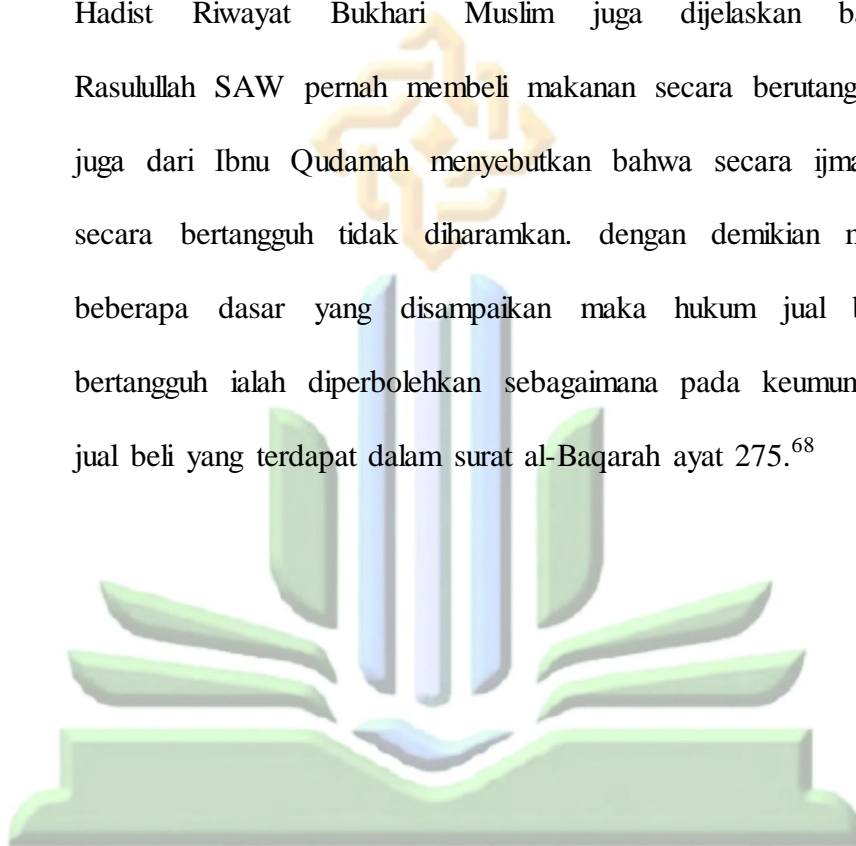 Hadist Riwayat Bukhari Muslim juga dijelaskan
Rasulullah SAW pernah membeli makanan secara berutang
juga dari Ibnu Qudamah menyebutkan bahwa secara
secara bertangguh tidak diharamkan. dengan demikian
beberapa dasar yang disampaikan maka hukum jual
bertangguh ialah diperbolehkan sebagaimana pada
jual beli yang terdapat dalam surat al-Baqarah ayat 275.68